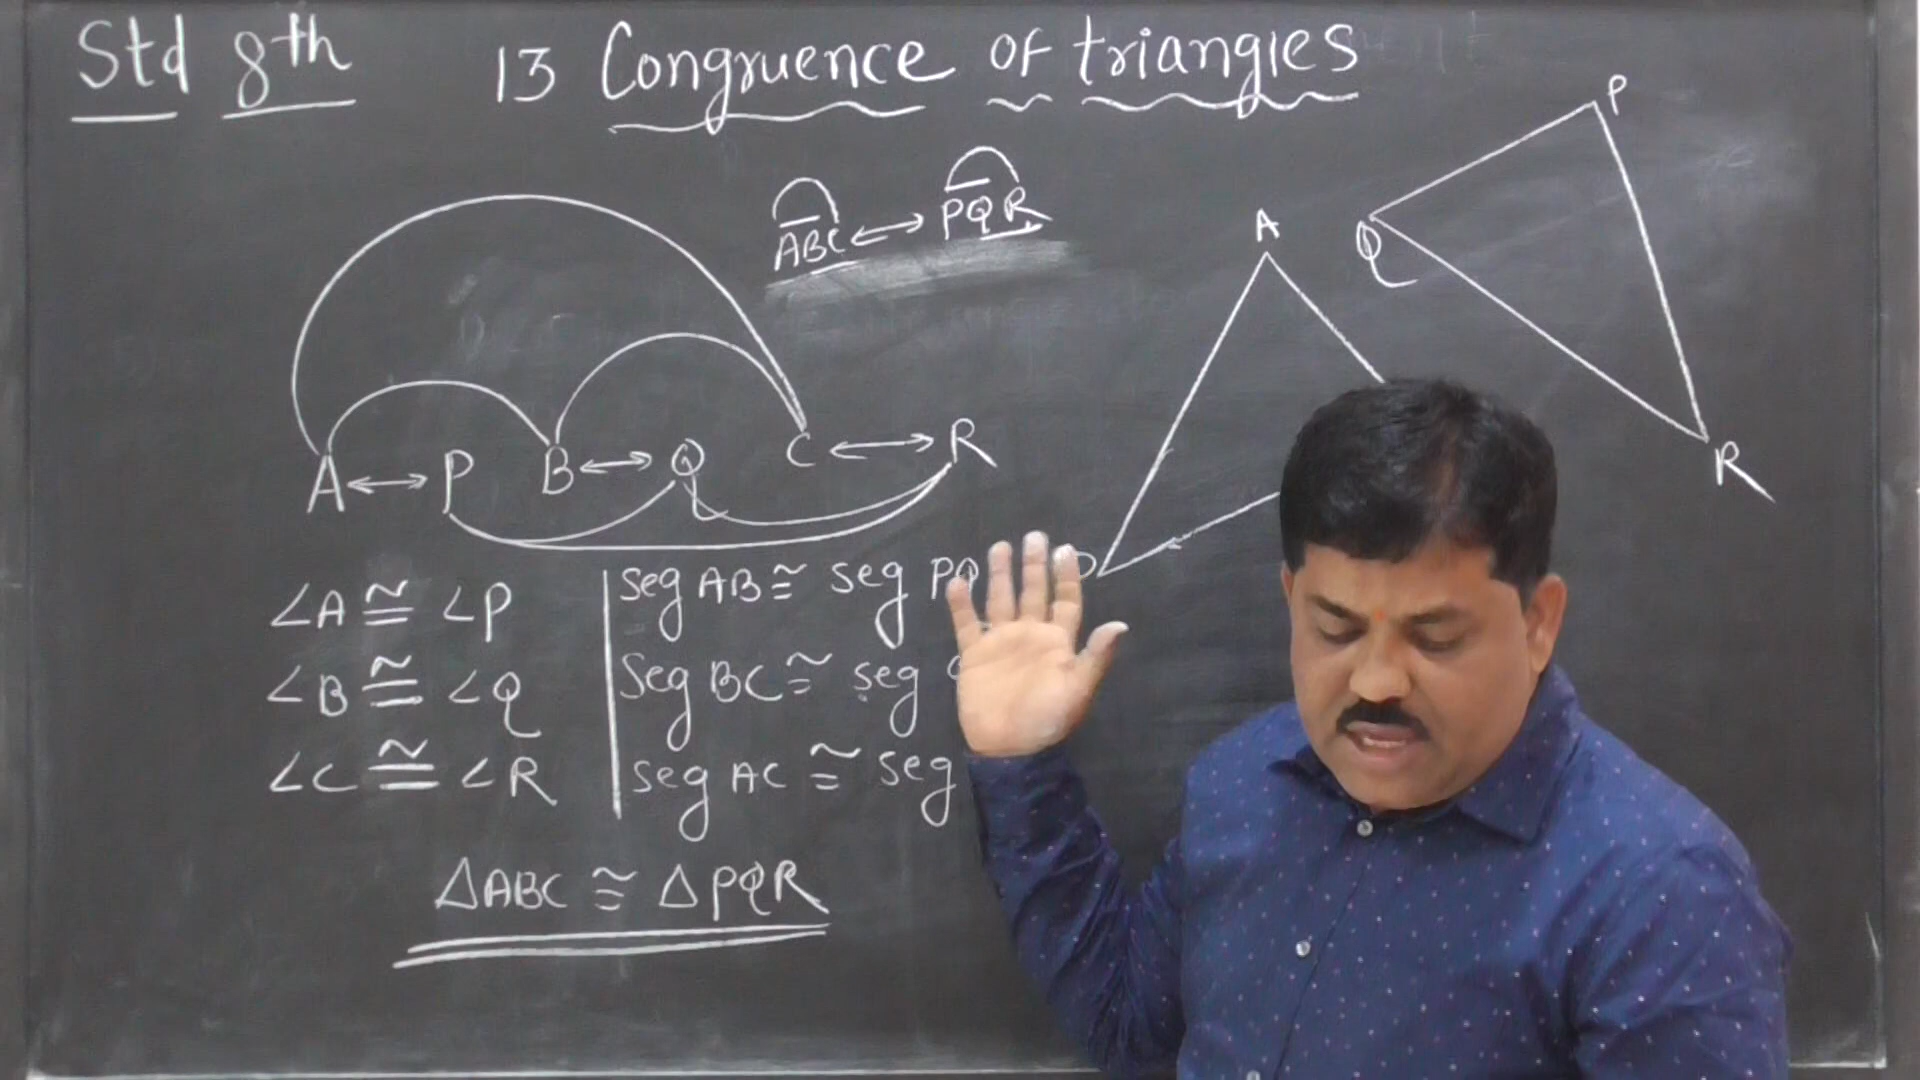 Std 8th 13 Congruence of triangles
ABC ↔ PQR
A ↔ P B ↔ Q C ↔ R
∠A ≅ ∠P
∠B ≅ ∠Q
∠C ≅ ∠R
seg AB ≅ seg PQ
seg BC ≅ seg
seg AC ≅ seg
△ABC ≅ △PQR
A
P
Q
R